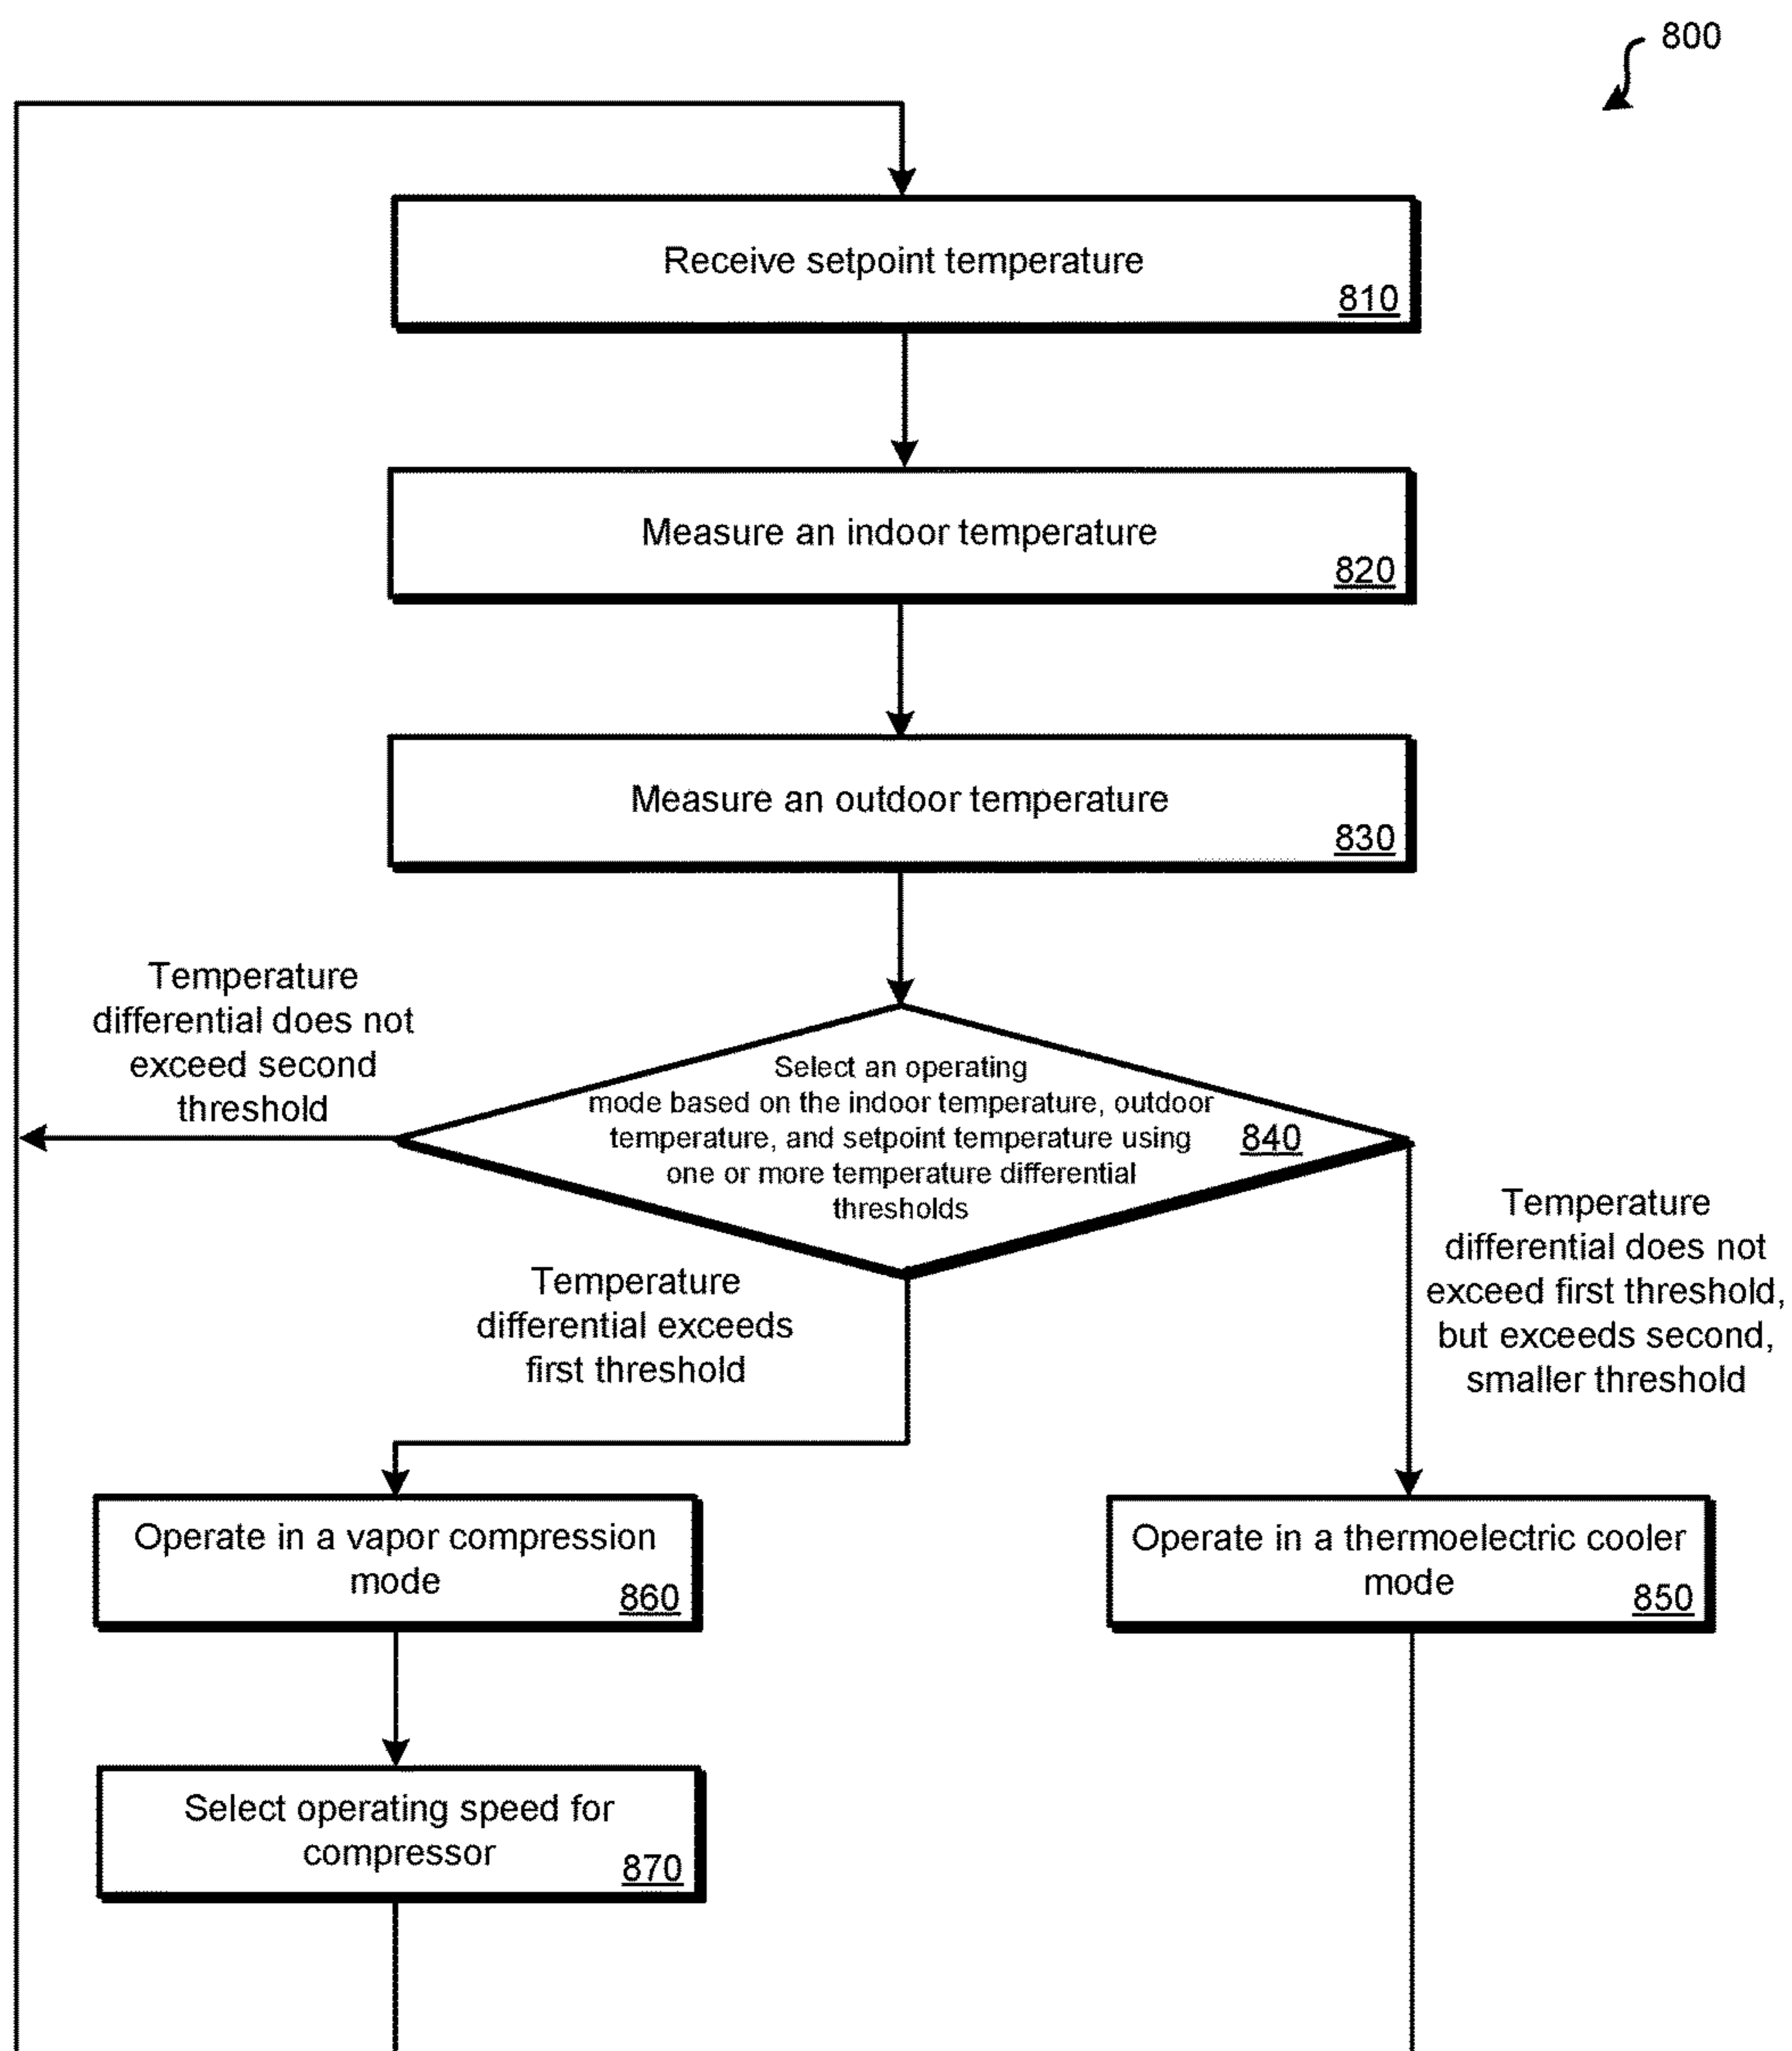 800
Receive setpoint temperature
810
Measure an indoor temperature
820
Measure an outdoor temperature
830
Temperature
differential does not
exceed second
threshold
Select an operating
mode based on the indoor temperature, outdoor
temperature, and setpoint temperature using
one or more temperature differential
thresholds
840
Temperature
differential exceeds
first threshold
Temperature
differential does not
exceed first threshold,
but exceeds second,
smaller threshold
Operate in a vapor compression
mode
860
Operate in a thermoelectric cooler
mode
850
Select operating speed for
compressor
870